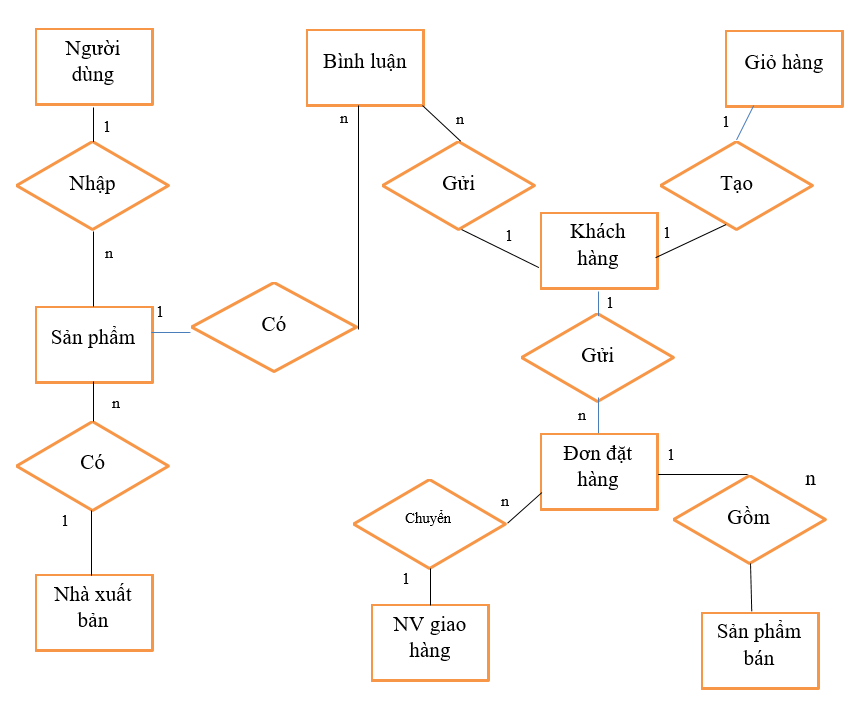 Người
dùng
Bình luận
Giỏ hàng
1
n
n
1
Nhập
Gửi
Tạo
n
1
Khách
hàng
1
Sản phẩm
1
Có
1
Gửi
n
n
Có
1
Đơn đặt
hàng
1
n
Chuyển
n
Gồm
1
Nhà xuất
bản
NV giao
hàng
Sản phẩm
bán